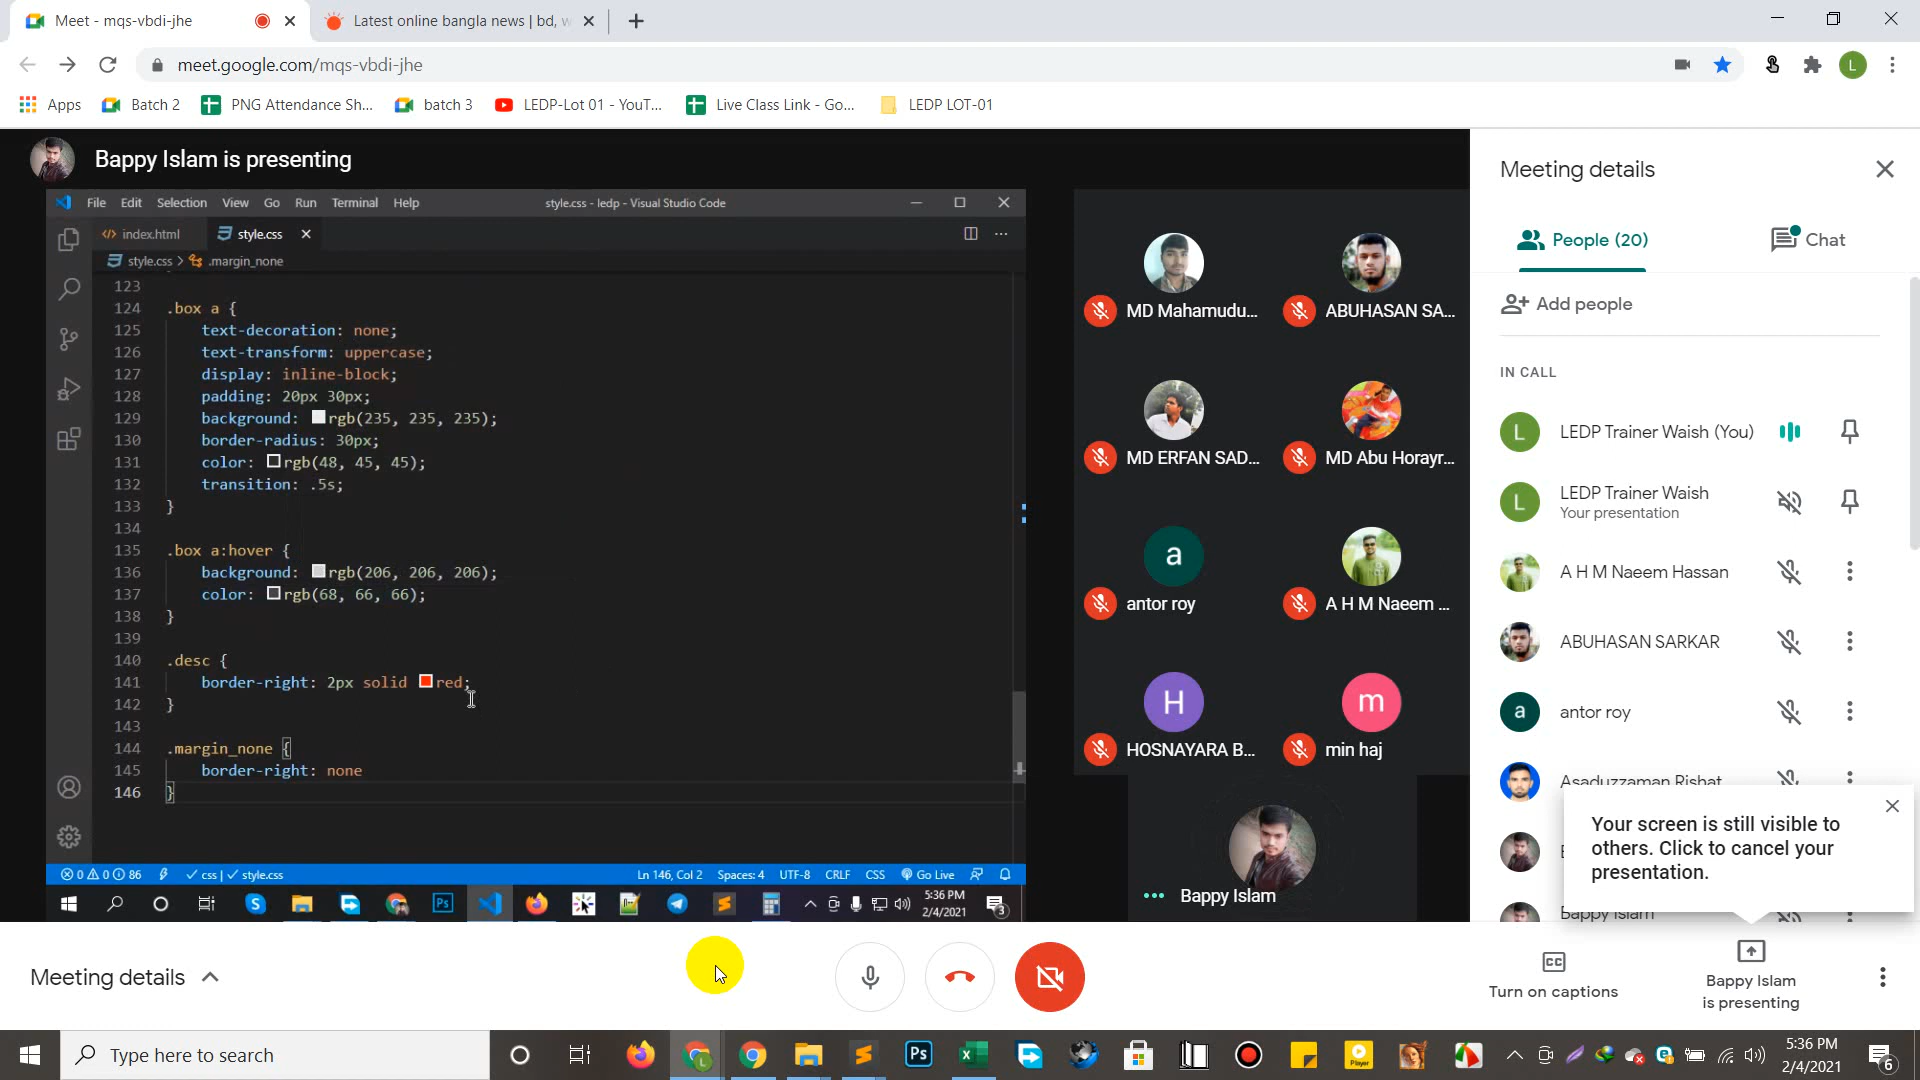 Meet - mqs-vbdi-jhe
Latest online bangla news | bd, w
meet.google.com/mqs-vbdi-jhe
L
Apps
Batch 2
PNG Attendance Sh...
batch 3
LEDP-Lot 01 - YouT...
Live Class Link - Go...
LEDP LOT-01
Bappy Islam is presenting
File Edit Selection View Go Run Terminal Help
style.css - ledp - Visual Studio Code
index.html
style.css
style.css > .margin_none
123
124 .box a {
125 text-decoration: none;
126 text-transform: uppercase;
127 display: inline-block;
128 padding: 20px 30px;
129 background: rgb(235, 235, 235);
130 border-radius: 30px;
131 color: rgb(48, 45, 45);
132 transition: .5s;
133 }
134
135 .box a:hover {
136 background: rgb(206, 206, 206);
137 color: rgb(68, 66, 66);
138 }
139
140 .desc {
141 border-right: 2px solid red;
142 }
143
144 .margin_none {
145 border-right: none
146 }
0 0 86 css | style.css
Ln 146, Col 2 Spaces: 4 UTF-8 CRLF CSS Go Live
5:36 PM
2/4/2021
3
MD Mahamudu...
ABUHASAN SA...
MD ERFAN SAD...
MD Abu Horayr...
a
antor roy
A H M Naeem ...
H
HOSNAYARA B...
m
min haj
Bappy Islam
Meeting details
People (20)
Chat
Add people
IN CALL
L
LEDP Trainer Waish (You)
L
LEDP Trainer Waish
Your presentation
A H M Naeem Hassan
ABUHASAN SARKAR
a
antor roy
Asaduzzaman Rishat
Bappy Islam
Your screen is still visible to
others. Click to cancel your
presentation.
Meeting details
Turn on captions
Bappy Islam
is presenting
Type here to search
5:36 PM
2/4/2021
6